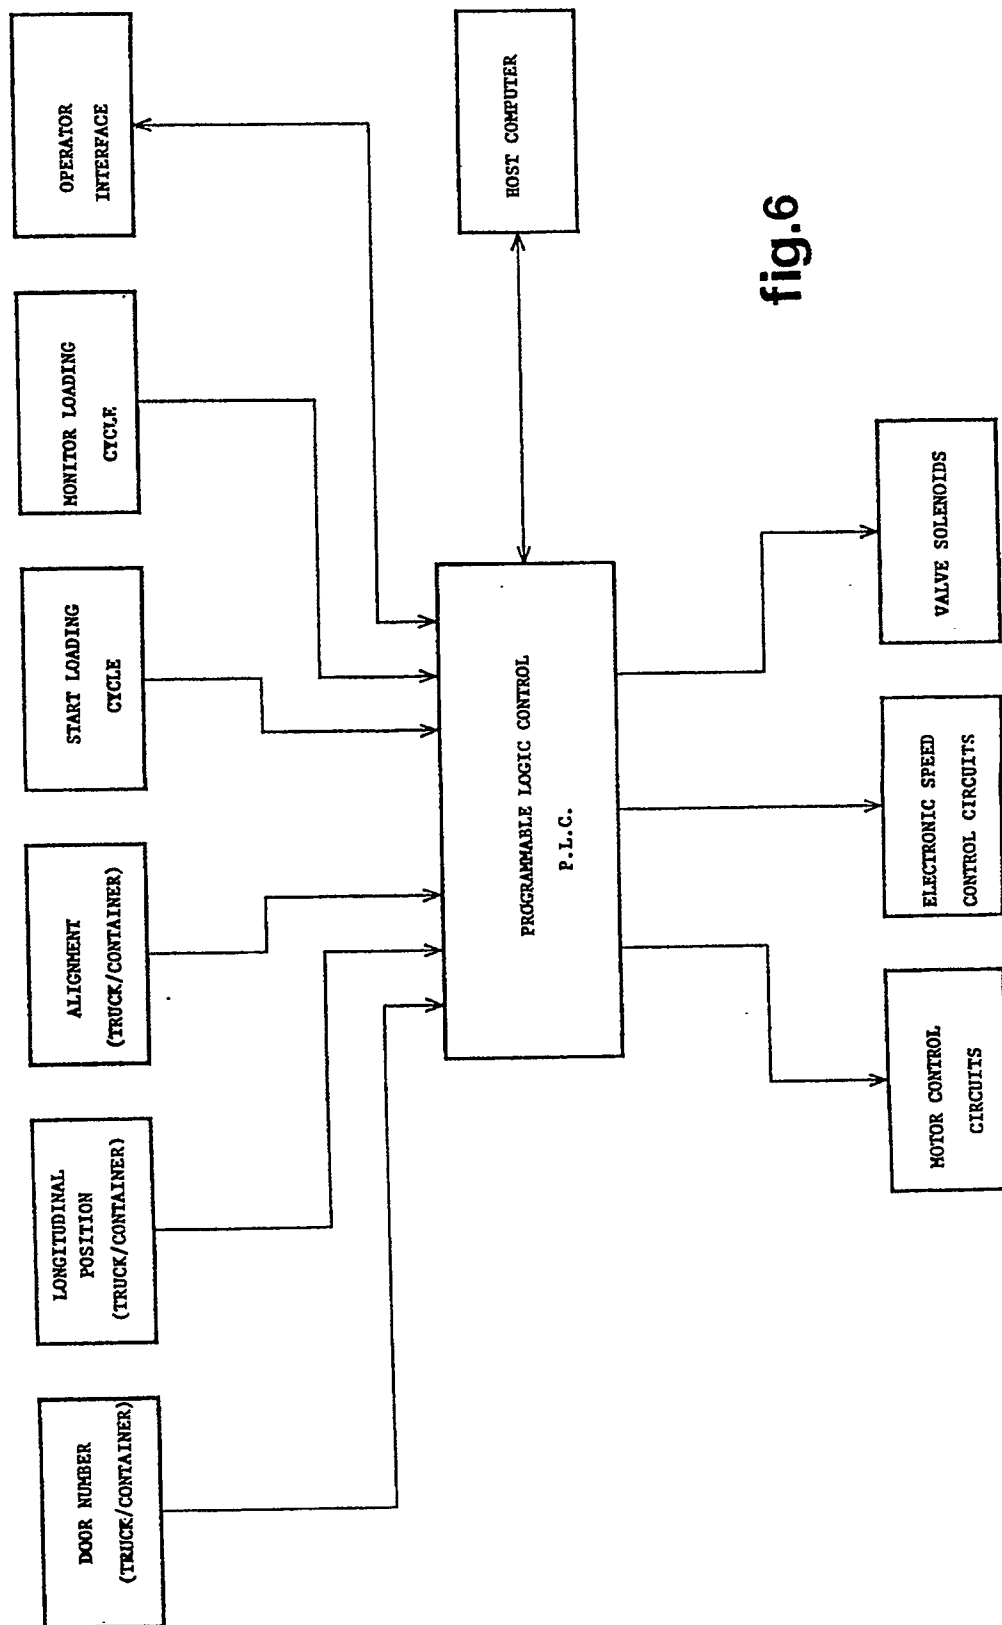 DOOR NUMBER
(TRUCK/CONTAINER)
LONGITUDINAL
POSITION
(TRUCK/CONTAINER)
ALIGNMENT
(TRUCK/CONTAINER)
START LOADING
CYCLE
MONITOR LOADING
CYCLE
OPERATOR
INTERFACE
PROGRAMMABLE LOGIC CONTROL
P.L.C.
HOST COMPUTER
MOTOR CONTROL
CIRCUITS
ELECTRONIC SPEED
CONTROL CIRCUITS
VALVE SOLENOIDS
fig.6